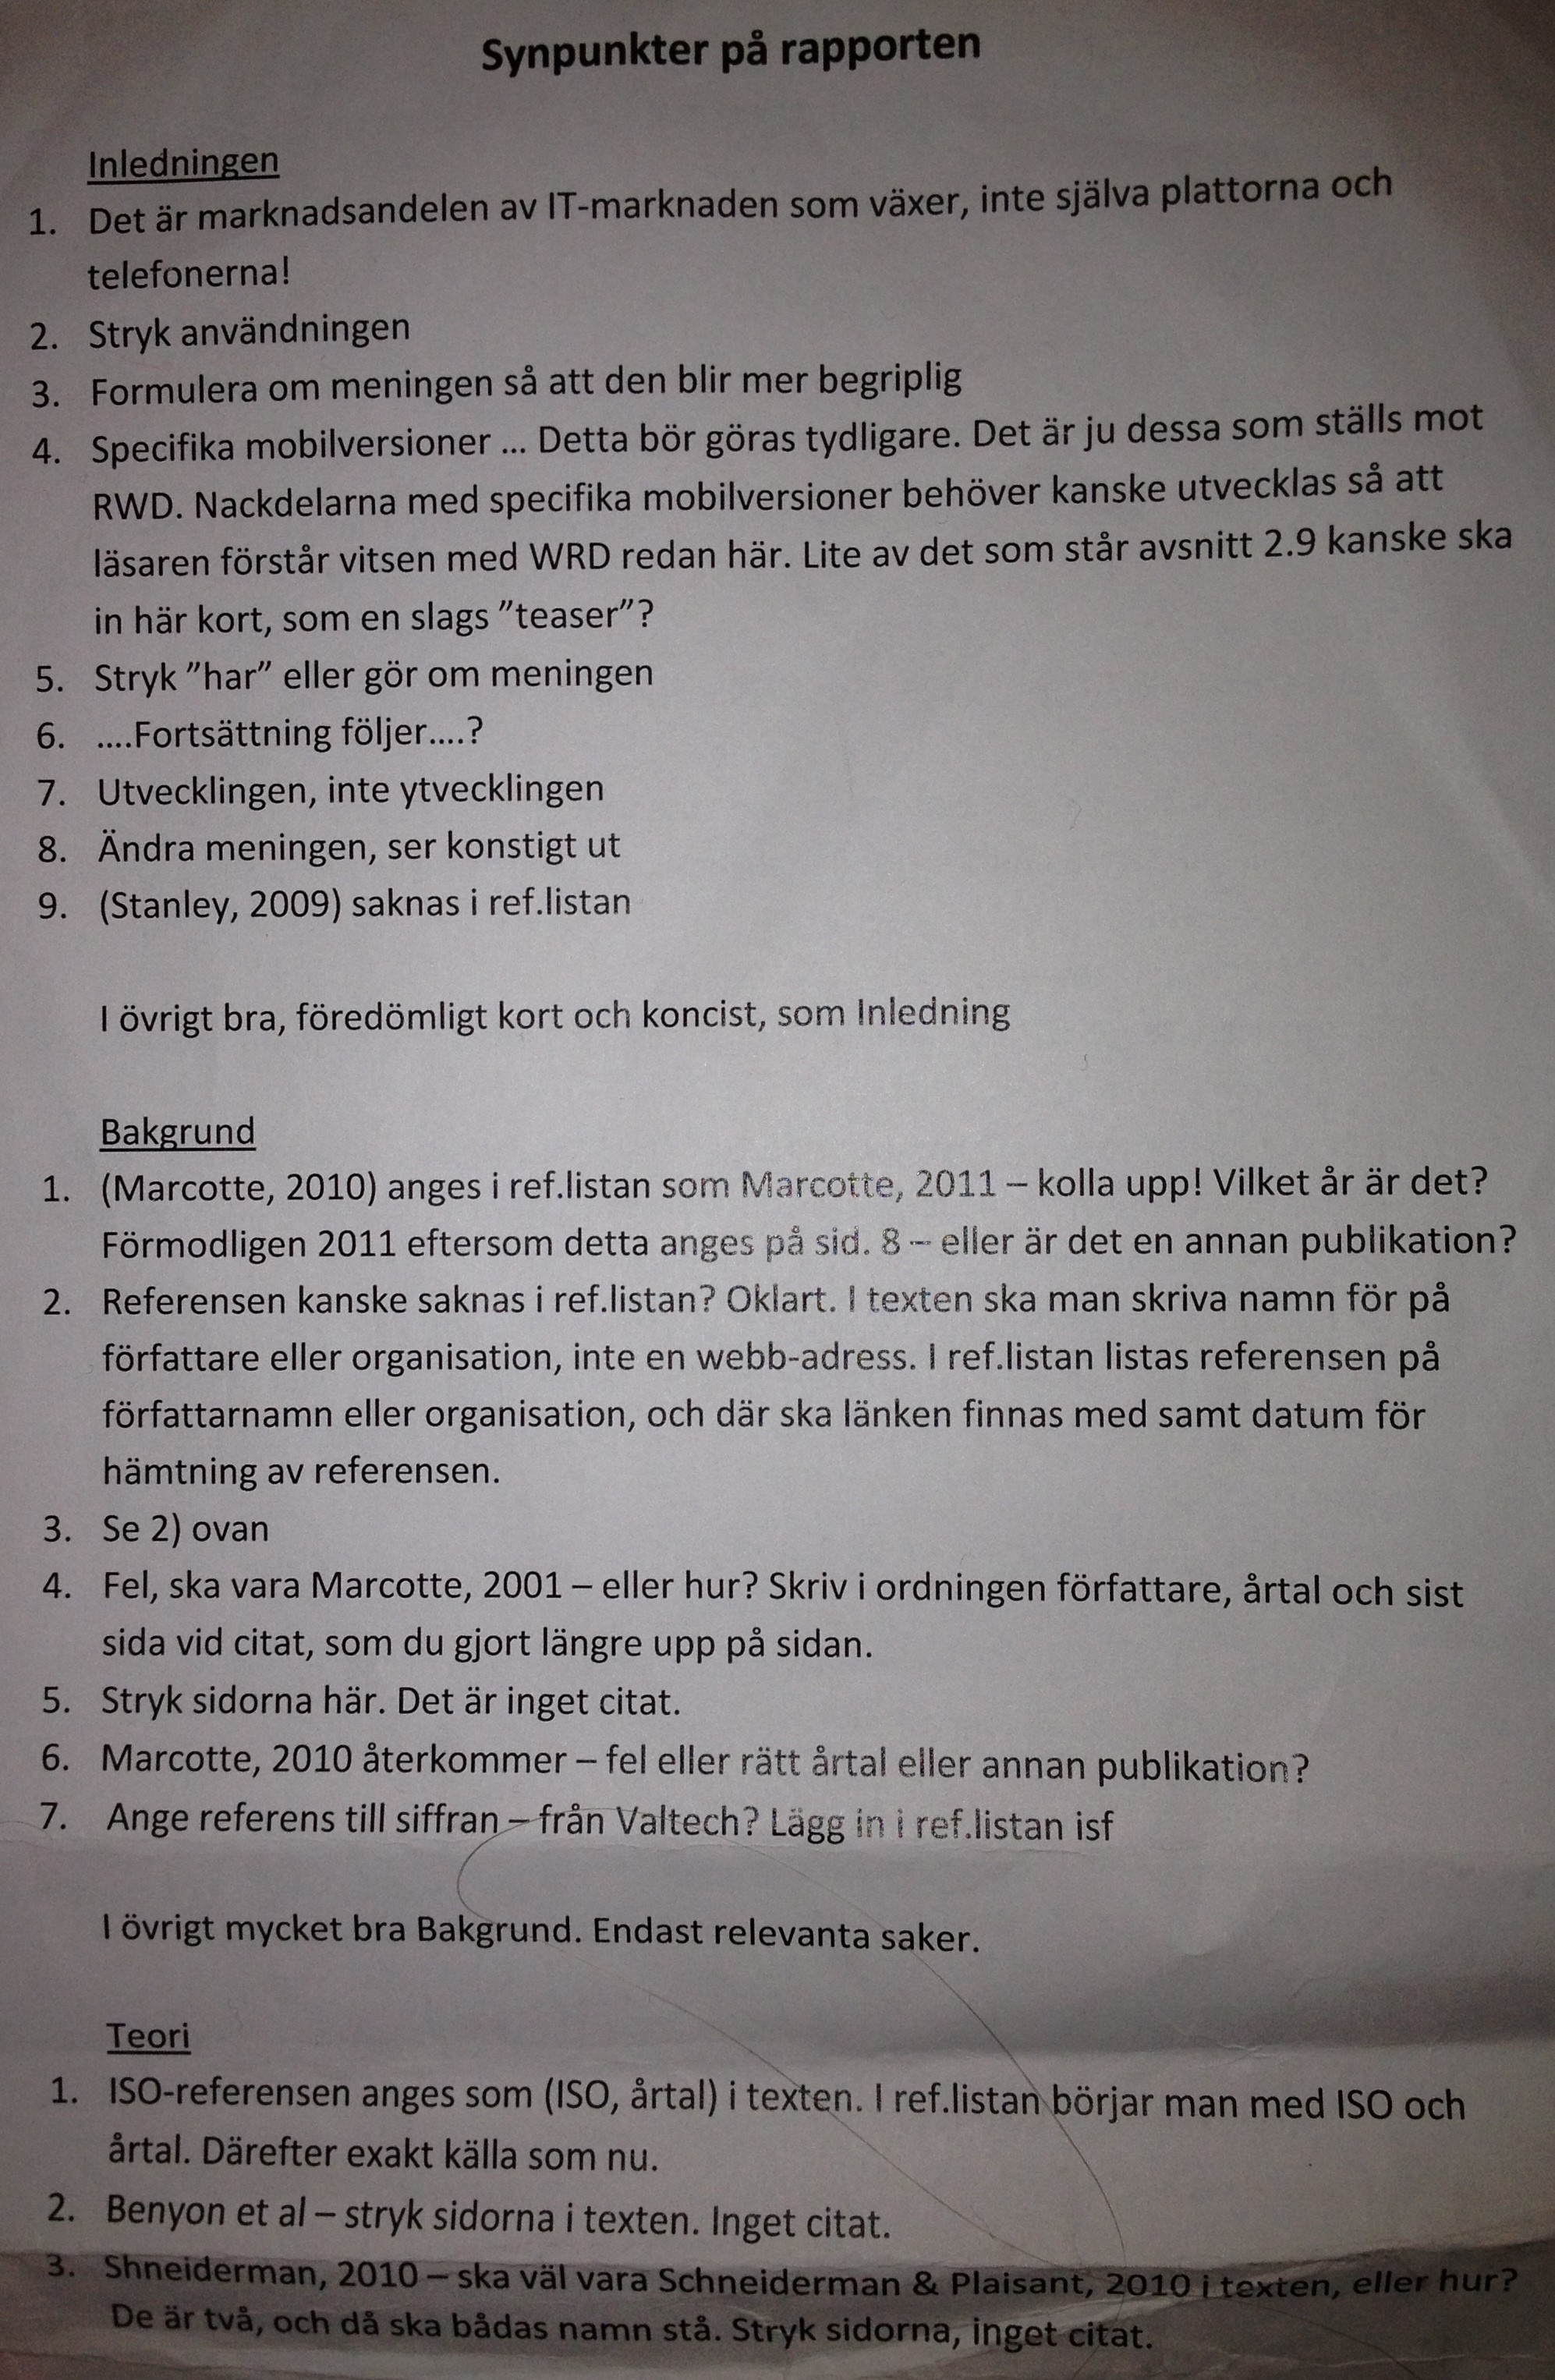 Synpunkter på rapporten
Inledningen
1. Det är marknadsandelen av IT-marknaden som växer, inte själva plattorna och
telefonerna!
2. Stryk användningen
3. Formulera om meningen så att den blir mer begriplig
4. Specifika mobilversioner ... Detta bör göras tydligare. Det är ju dessa som ställs mot
RWD. Nackdelarna med specifika mobilversioner behöver kanske utvecklas så att
läsaren förstår vitsen med WRD redan här. Lite av det som står avsnitt 2.9 kanske ska
in här kort, som en slags ”teaser”?
5. Stryk ”har” eller gör om meningen
6. ....Fortsättning följer....?
7. Utvecklingen, inte ytvecklingen
8. Ändra meningen, ser konstigt ut
9. (Stanley, 2009) saknas i ref.listan
I övrigt bra, föredömligt kort och koncist, som Inledning
Bakgrund
1. (Marcotte, 2010) anges i ref.listan som Marcotte, 2011 – kolla upp! Vilket år är det?
Förmodligen 2011 eftersom detta anges på sid. 8 – eller är det en annan publikation?
2. Referensen kanske saknas i ref.listan? Oklart. I texten ska man skriva namn för på
författare eller organisation, inte en webb-adress. I ref.listan listas referensen på
författarnamn eller organisation, och där ska länken finnas med samt datum för
hämtning av referensen.
3. Se 2) ovan
4. Fel, ska vara Marcotte, 2001 – eller hur? Skriv i ordningen författare, årtal och sist
sida vid citat, som du gjort längre upp på sidan.
5. Stryk sidorna här. Det är inget citat.
6. Marcotte, 2010 återkommer – fel eller rätt årtal eller annan publikation?
7. Ange referens till siffran – från Valtech? Lägg in i ref.listan isf
I övrigt mycket bra Bakgrund. Endast relevanta saker.
Teori
1. ISO-referensen anges som (ISO, årtal) i texten. I ref.listan börjar man med ISO och
årtal. Därefter exakt källa som nu.
2. Benyon et al – stryk sidorna i texten. Inget citat.
3. Shneiderman, 2010 – ska väl vara Schneiderman & Plaisant, 2010 i texten, eller hur?
De är två, och då ska bådas namn stå. Stryk sidorna, inget citat.